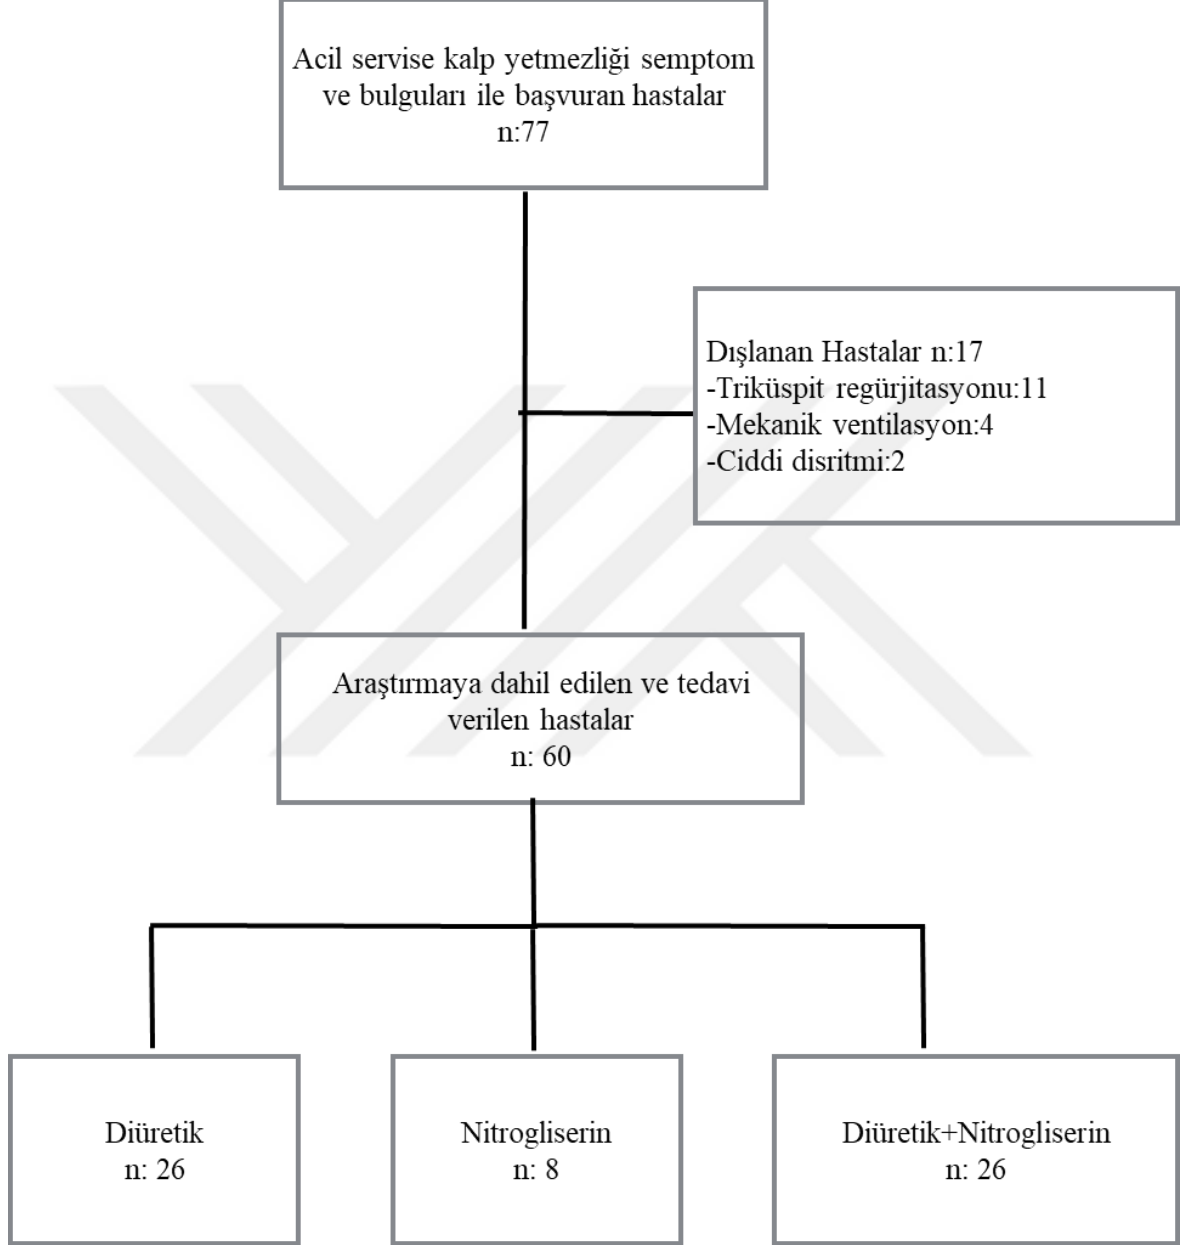 Acil servise kalp yetmezliği semptom
ve bulguları ile başvuran hastalar
n:77
Dışlanan Hastalar n:17
-Triküspit regürjitasyonu:11
-Mekanik ventilasyon:4
-Ciddi disritmi:2
Araştırmaya dahil edilen ve tedavi
verilen hastalar
n: 60
Diüretik
n: 26
Nitrogliserin
n: 8
Diüretik+Nitrogliserin
n: 26